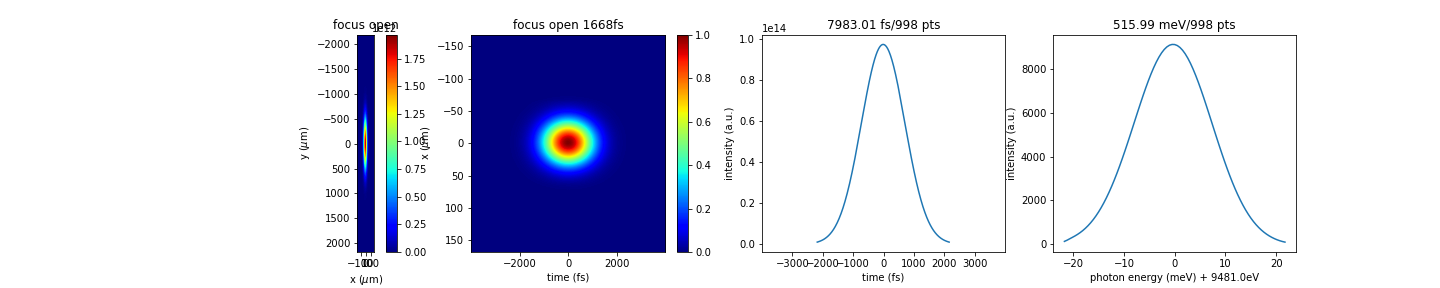 focus open
1e12
−2000
−1500
−1000
−500
0
500
1000
1500
2000
y (μm)
x (μm)
1.75
1.50
1.25
1.00
0.75
0.50
0.25
0.00
focus open 1668fs
−150
−100
−50
0
50
100
150
x (μm)
−2000 0 2000
time (fs)
1.0
0.8
0.6
0.4
0.2
0.0
7983.01 fs/998 pts
1e14
1.0
0.8
0.6
0.4
0.2
0.0
intensity (a.u.)
−3000 −2000 −1000 0 1000 2000 3000
time (fs)
515.99 meV/998 pts
8000
6000
4000
2000
0
intensity (a.u.)
−20 −10 0 10 20
photon energy (meV) + 9481.0eV